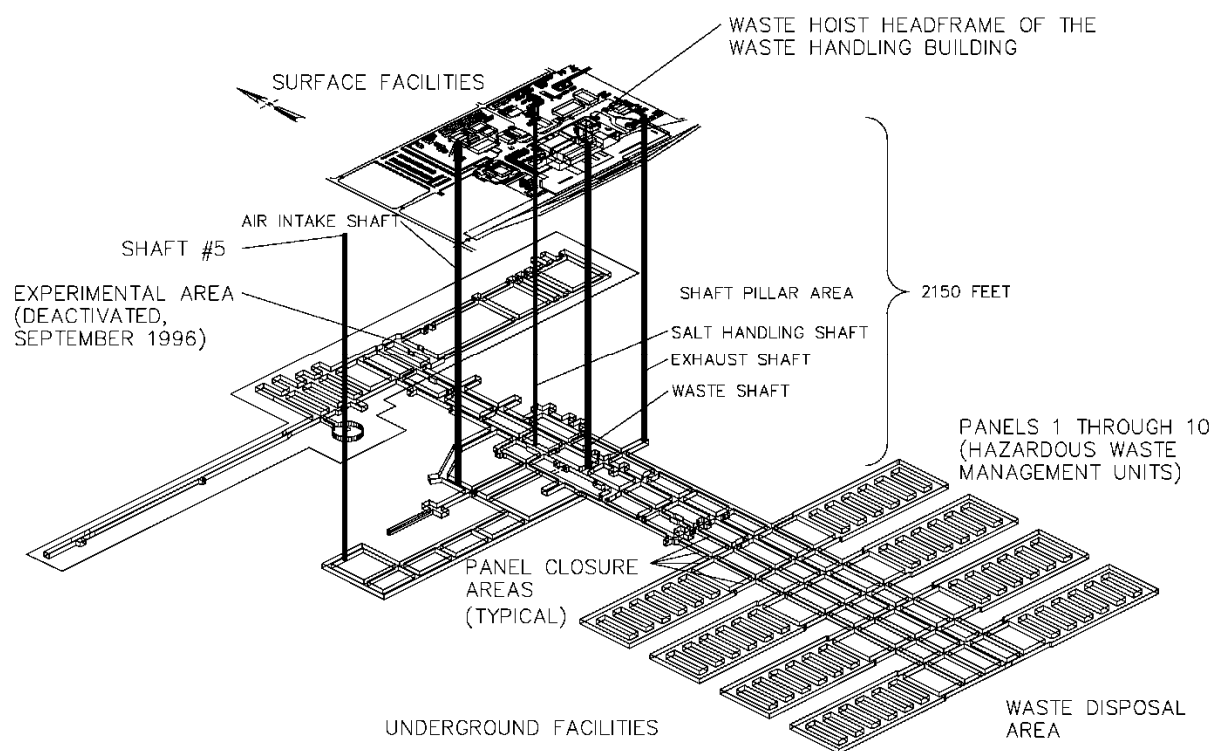 WASTE HOIST HEADFRAME OF THE
WASTE HANDLING BUILDING
SURFACE FACILITIES
AIR INTAKE SHAFT
SHAFT #5
EXPERIMENTAL AREA
(DEACTIVATED,
SEPTEMBER 1996)
SHAFT PILLAR AREA
2150 FEET
SALT HANDLING SHAFT
EXHAUST SHAFT
WASTE SHAFT
PANELS 1 THROUGH 10
(HAZARDOUS WASTE
MANAGEMENT UNITS)
PANEL CLOSURE
AREAS
(TYPICAL)
UNDERGROUND FACILITIES
WASTE DISPOSAL
AREA